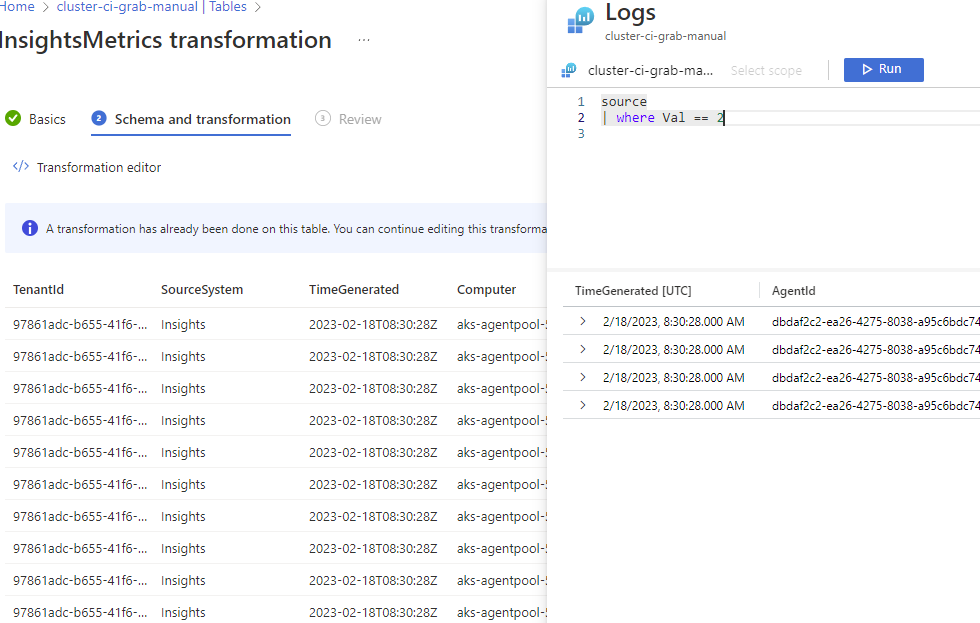 Home > cluster-ci-grab-manual | Tables >
InsightsMetrics transformation ...
Basics
2 Schema and transformation
3 Review
</> Transformation editor
i A transformation has already been done on this table. You can continue editing this transforma
TenantId SourceSystem TimeGenerated Computer
97861adc-b655-41f6-... Insights 2023-02-18T08:30:28Z aks-agentpool-5
97861adc-b655-41f6-... Insights 2023-02-18T08:30:28Z aks-agentpool-5
97861adc-b655-41f6-... Insights 2023-02-18T08:30:28Z aks-agentpool-5
97861adc-b655-41f6-... Insights 2023-02-18T08:30:28Z aks-agentpool-5
97861adc-b655-41f6-... Insights 2023-02-18T08:30:28Z aks-agentpool-5
97861adc-b655-41f6-... Insights 2023-02-18T08:30:28Z aks-agentpool-5
97861adc-b655-41f6-... Insights 2023-02-18T08:30:28Z aks-agentpool-5
97861adc-b655-41f6-... Insights 2023-02-18T08:30:28Z aks-agentpool-5
97861adc-b655-41f6-... Insights 2023-02-18T08:30:28Z aks-agentpool-5
97861adc-b655-41f6-... Insights 2023-02-18T08:30:28Z aks-agentpool-5
Logs
cluster-ci-grab-manual
cluster-ci-grab-ma... Select scope Run
1 source
2 | where Val == 2
3
TimeGenerated [UTC] AgentId
> 2/18/2023, 8:30:28.000 AM dbdaf2c2-ea26-4275-8038-a95c6bdc74
> 2/18/2023, 8:30:28.000 AM dbdaf2c2-ea26-4275-8038-a95c6bdc74
> 2/18/2023, 8:30:28.000 AM dbdaf2c2-ea26-4275-8038-a95c6bdc74
> 2/18/2023, 8:30:28.000 AM dbdaf2c2-ea26-4275-8038-a95c6bdc74